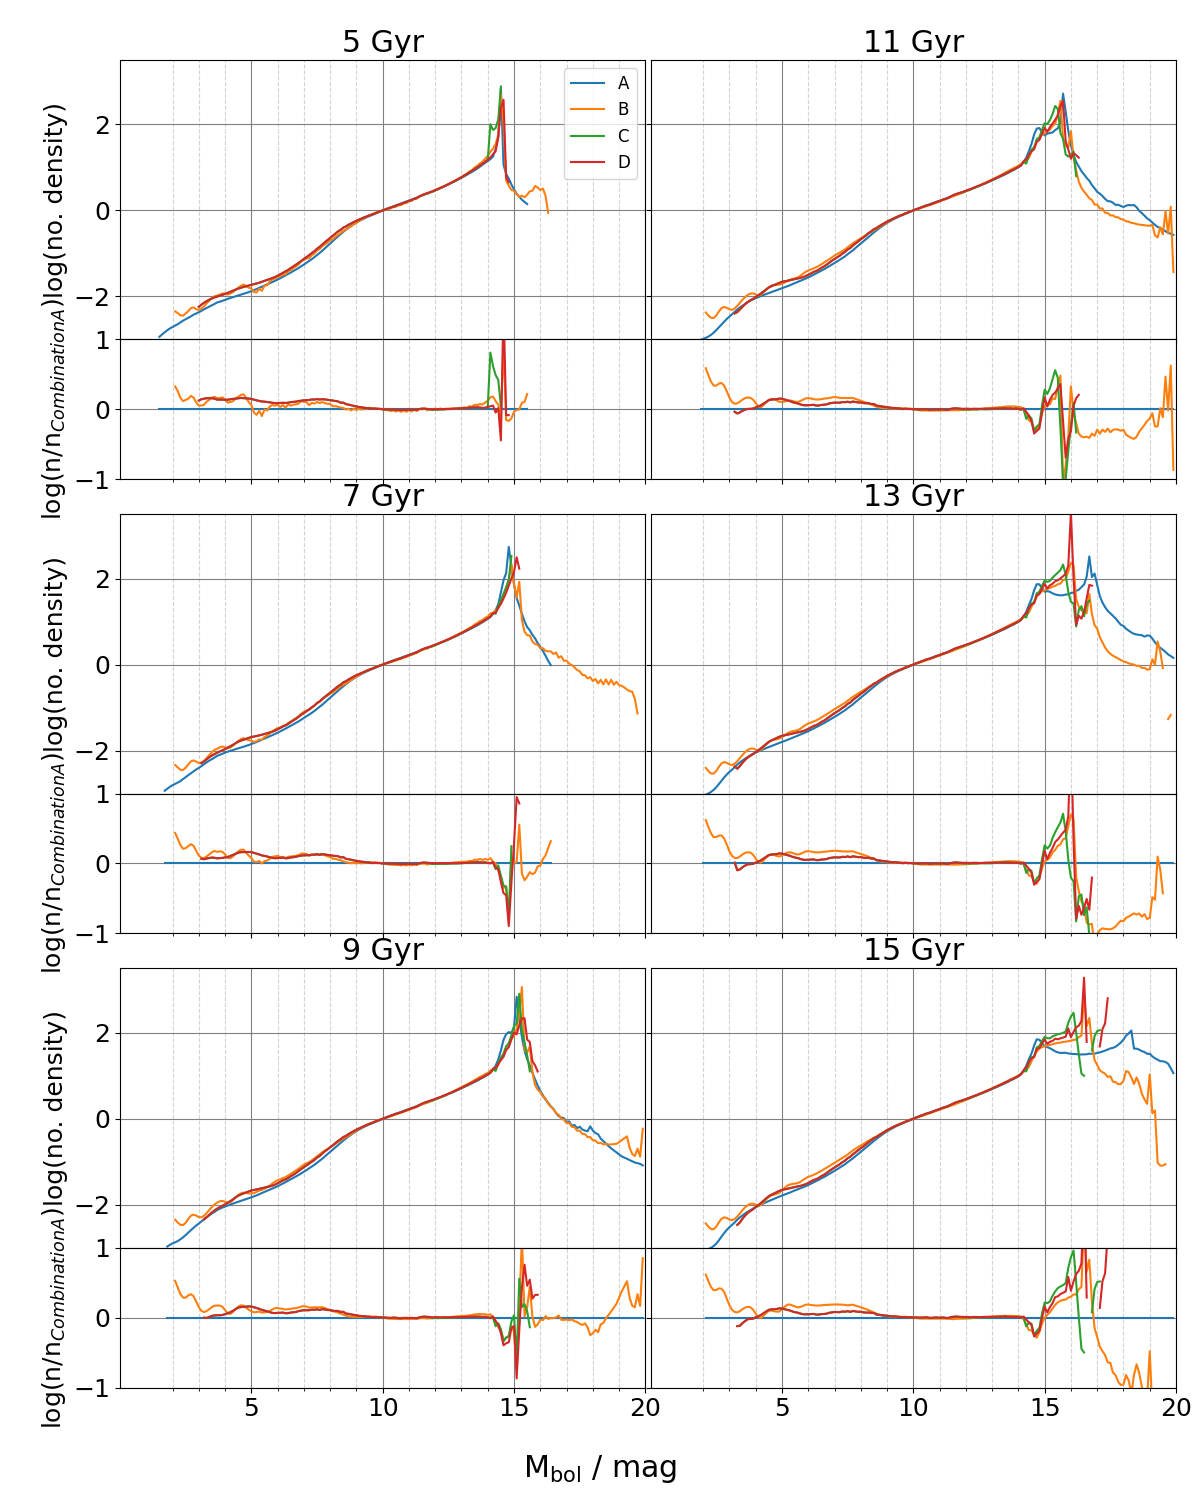 5 Gyr
11 Gyr
A
B
C
D
log(no. density)
2
0
−2
log(n/n_CombinationA)
1
0
−1
7 Gyr
13 Gyr
log(no. density)
2
0
−2
log(n/n_CombinationA)
1
0
−1
9 Gyr
15 Gyr
log(no. density)
2
0
−2
log(n/n_CombinationA)
1
0
−1
5 10 15 20 5 10 15 20
M_bol / mag